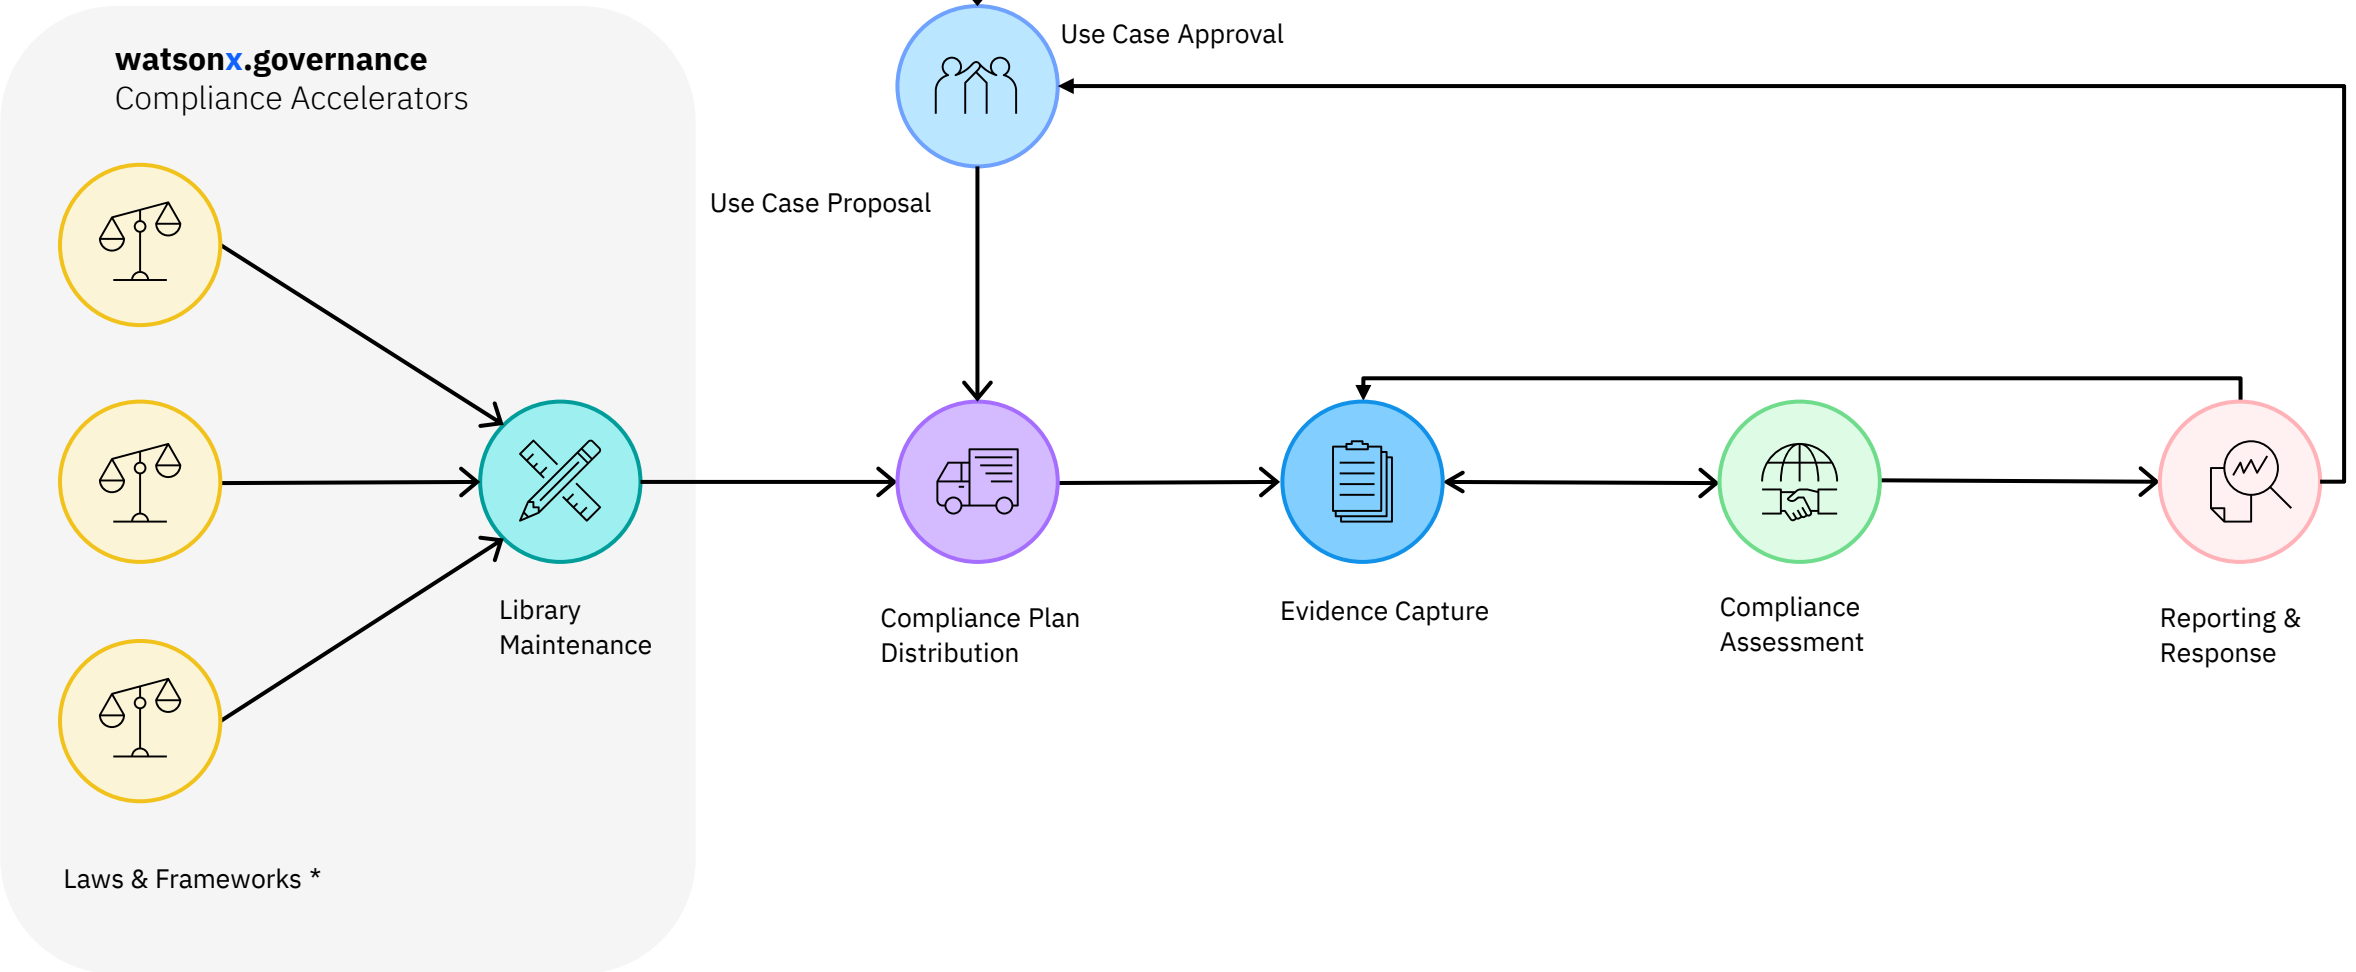 watsonx.governance
Compliance Accelerators
Use Case Approval
Use Case Proposal
Library
Maintenance
Compliance Plan
Distribution
Evidence Capture
Compliance
Assessment
Reporting &
Response
Laws & Frameworks *